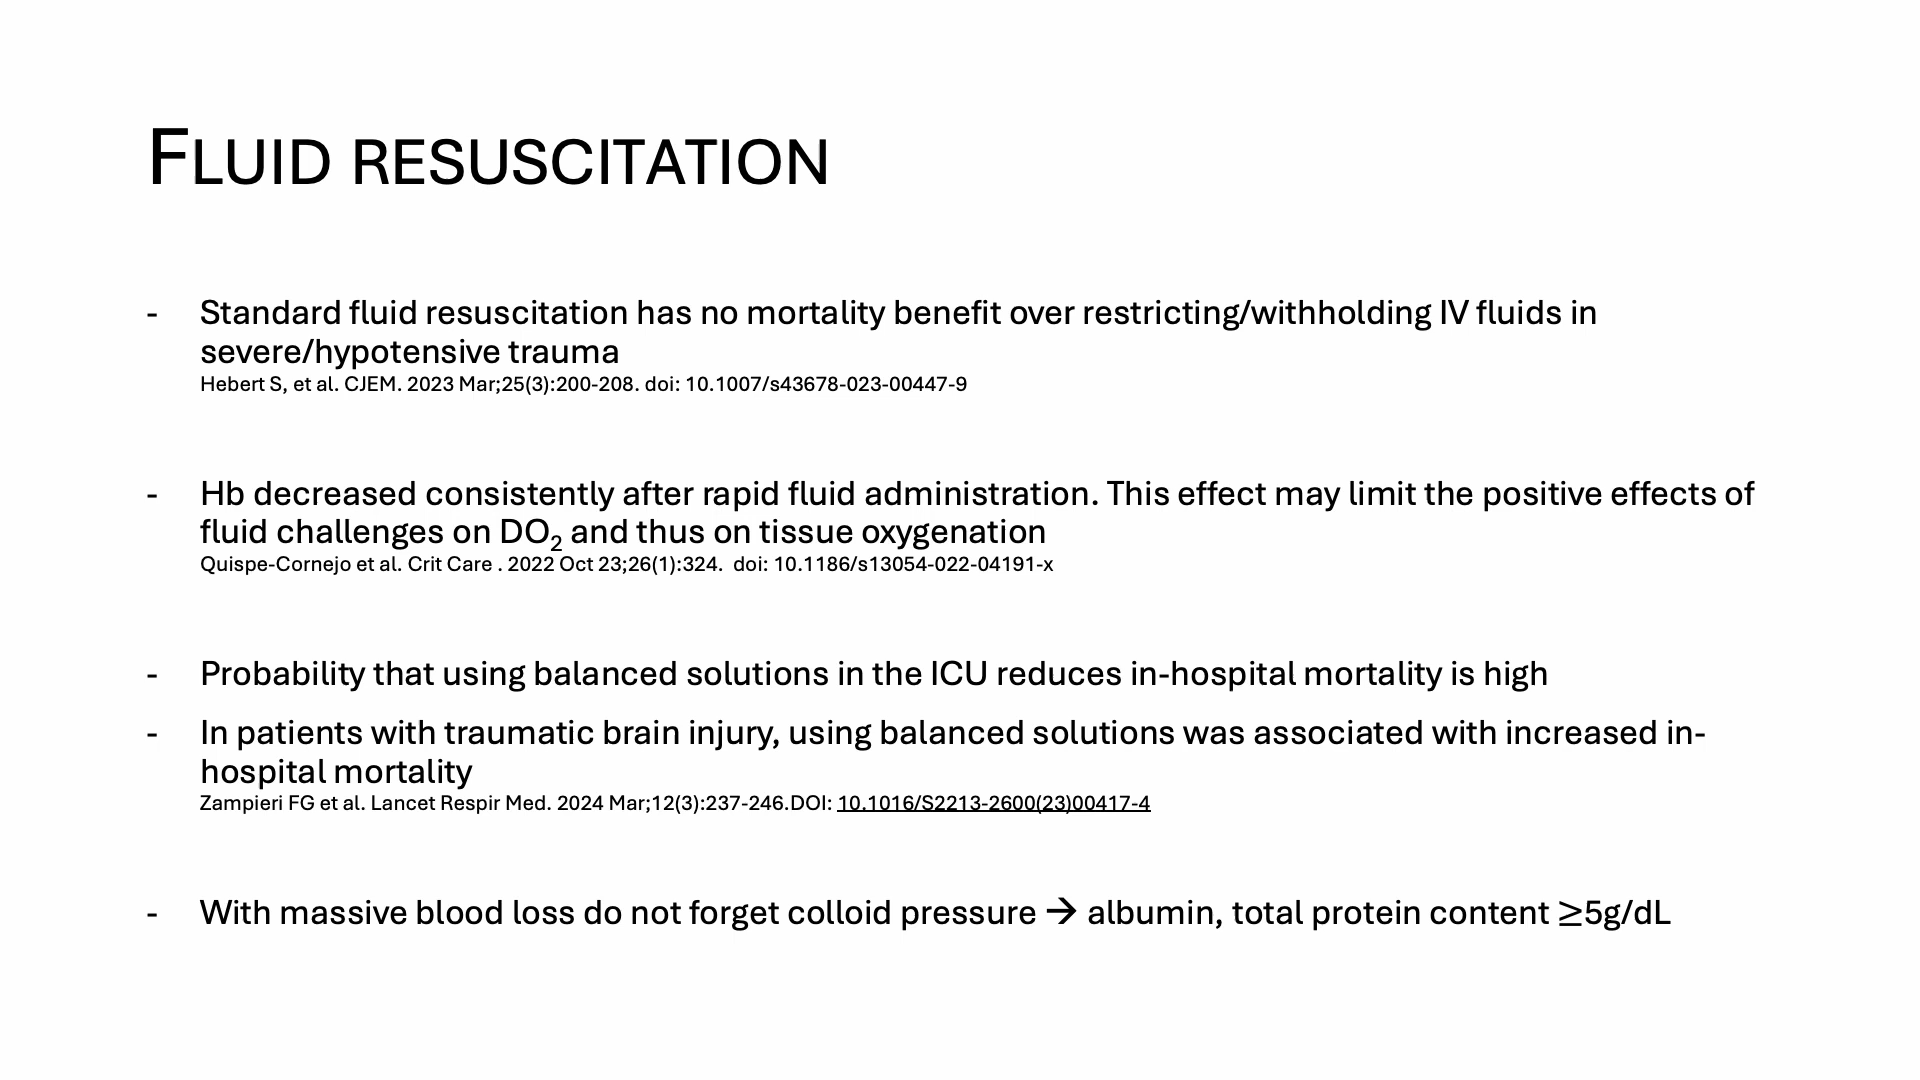 FLUID RESUSCITATION
- Standard fluid resuscitation has no mortality benefit over restricting/withholding IV fluids in
severe/hypotensive trauma
Hebert S, et al. CJEM. 2023 Mar;25(3):200-208. doi: 10.1007/s43678-023-00447-9
- Hb decreased consistently after rapid fluid administration. This effect may limit the positive effects of
fluid challenges on DO₂ and thus on tissue oxygenation
Quispe-Cornejo et al. Crit Care . 2022 Oct 23;26(1):324. doi: 10.1186/s13054-022-04191-x
- Probability that using balanced solutions in the ICU reduces in-hospital mortality is high
- In patients with traumatic brain injury, using balanced solutions was associated with increased in-
hospital mortality
Zampieri FG et al. Lancet Respir Med. 2024 Mar;12(3):237-246.DOI: 10.1016/S2213-2600(23)00417-4
- With massive blood loss do not forget colloid pressure → albumin, total protein content ≥5g/dL